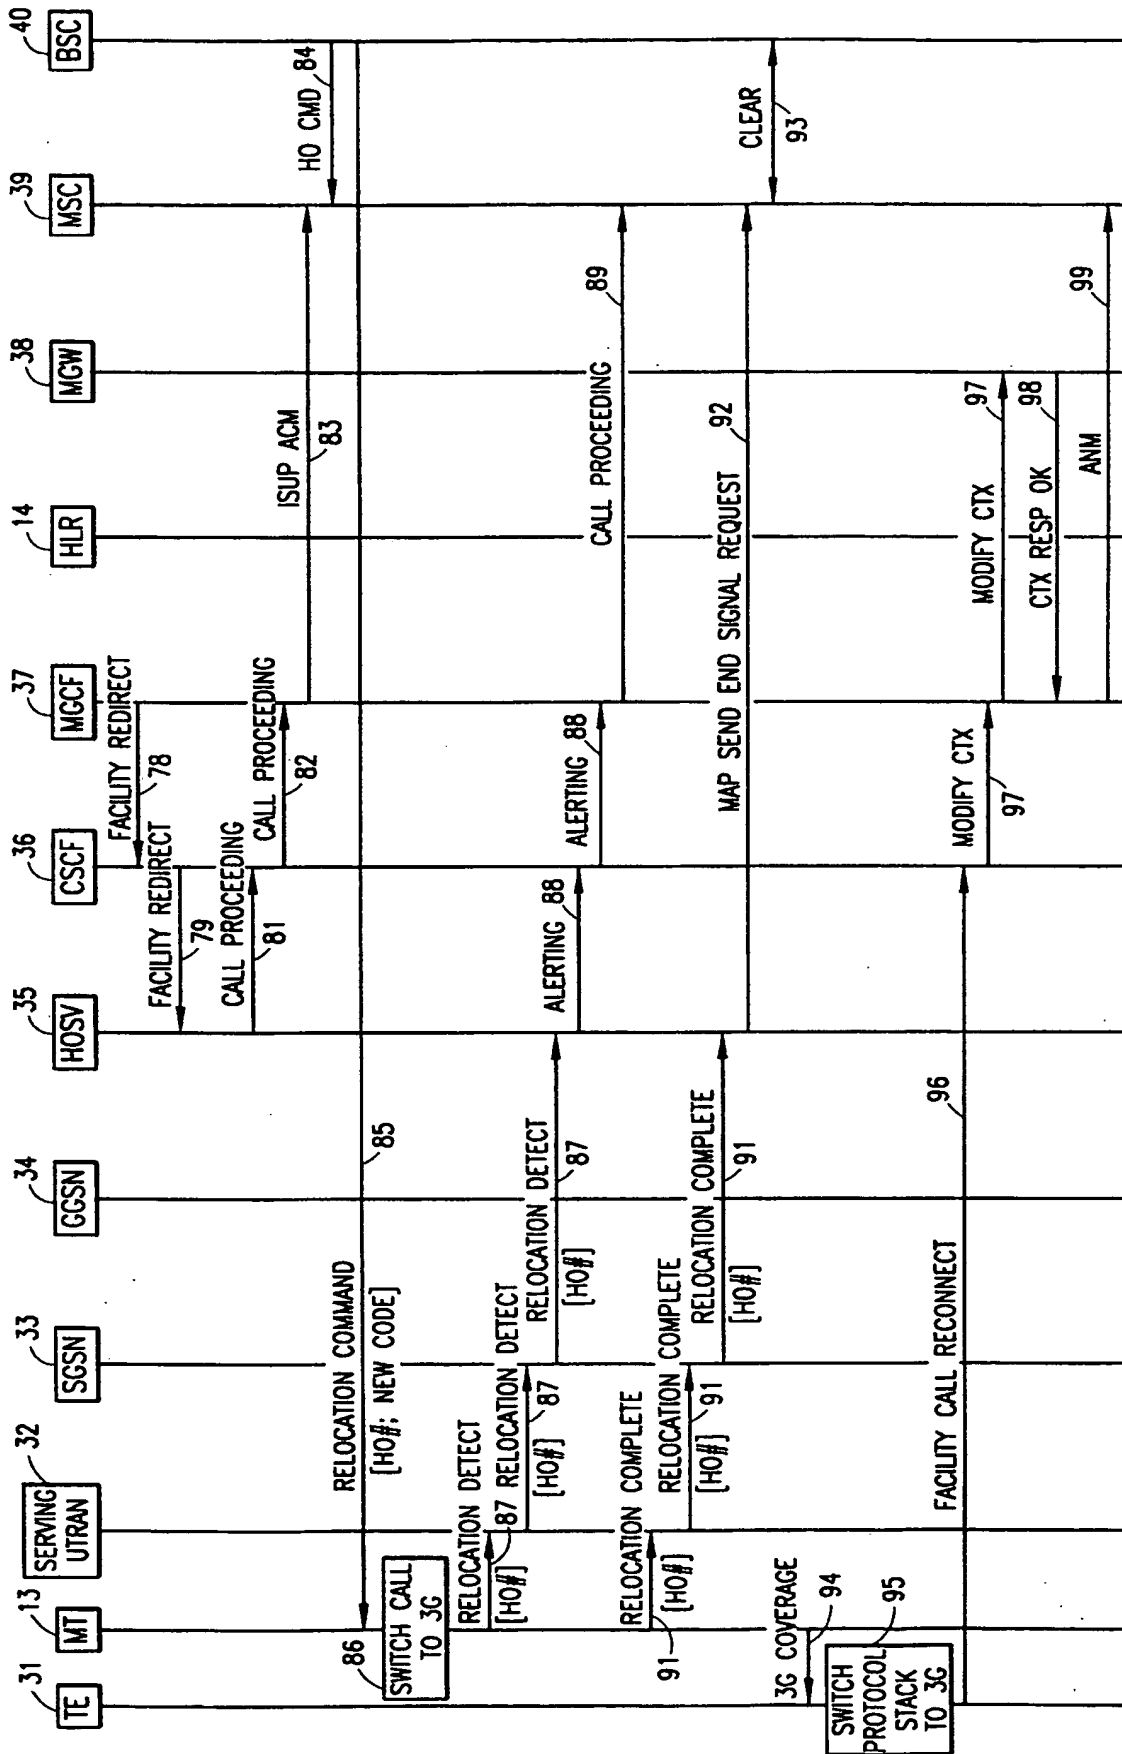 31
TE
13
MT
32
SERVING
UTRAN
33
SGSN
34
GGSN
35
HOSV
36
CSCF
37
MGCF
14
HLR
38
MGW
39
MSC
40
BSC
FACILITY REDIRECT
78
FACILITY REDIRECT
79
CALL PROCEEDING
81
CALL PROCEEDING
82
ISUP ACM
83
HO CMD
84
RELOCATION COMMAND
[HO#; NEW CODE]
85
86
SWITCH CALL
TO 3G
RELOCATION DETECT
87
[HO#]
RELOCATION DETECT
87
[HO#]
RELOCATION DETECT
87
[HO#]
ALERTING
88
ALERTING
88
CALL PROCEEDING
89
RELOCATION COMPLETE
91
[HO#]
RELOCATION COMPLETE
91
[HO#]
RELOCATION COMPLETE
91
[HO#]
MAP SEND END SIGNAL REQUEST
92
CLEAR
93
3G COVERAGE
94
SWITCH
PROTOCOL
STACK
TO 3G
95
FACILITY CALL RECONNECT
96
MODIFY CTX
97
MODIFY CTX
97
CTX RESP OK
98
ANM
99